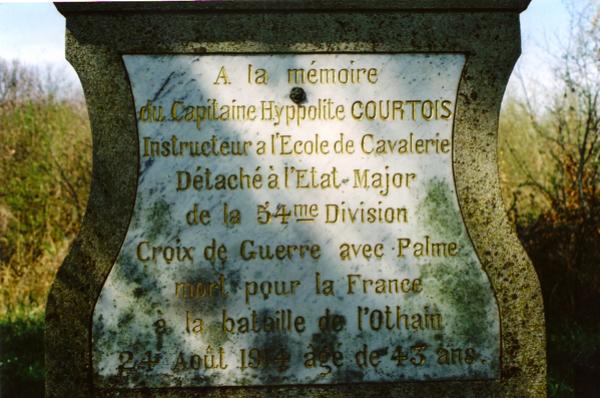 A la mémoire
du Capitaine Hyppolite COURTOIS
Instructeur a l'Ecole de Cavalerie
Détaché à l'Etat-Major
de la 54me Division
Croix de Guerre avec Palme
mort pour la France
à la bataille de l'Othain
24 Août 1914 agé de 43 ans.